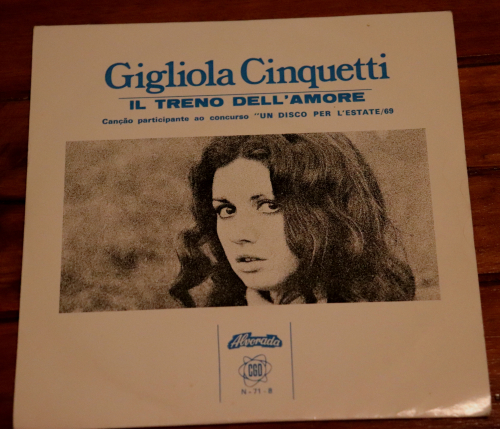 Gigliola Cinquetti
IL TRENO DELL'AMORE
Canção participante ao concurso "UN DISCO PER L'ESTATE/69
Alvorada
CGD
N - 71 - 8